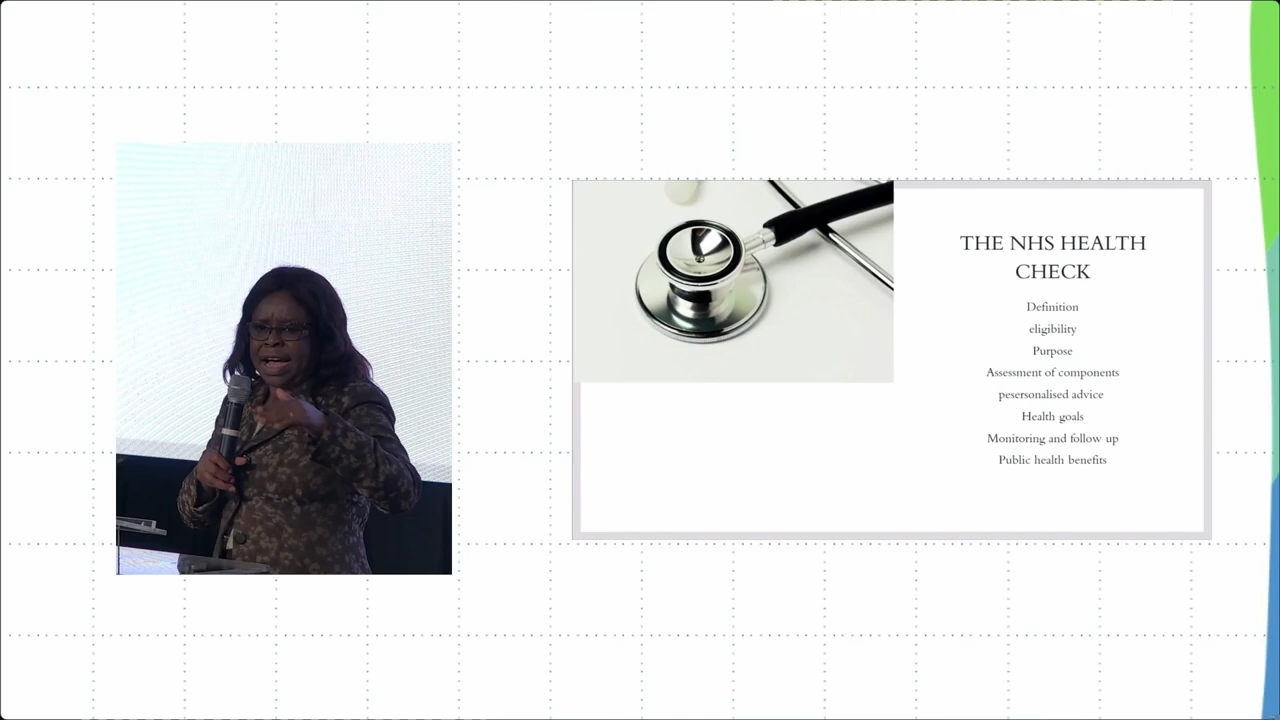 THE NHS HEALTH
CHECK
Definition
eligibility
Purpose
Assessment of components
pesersonalised advice
Health goals
Monitoring and follow up
Public health benefits